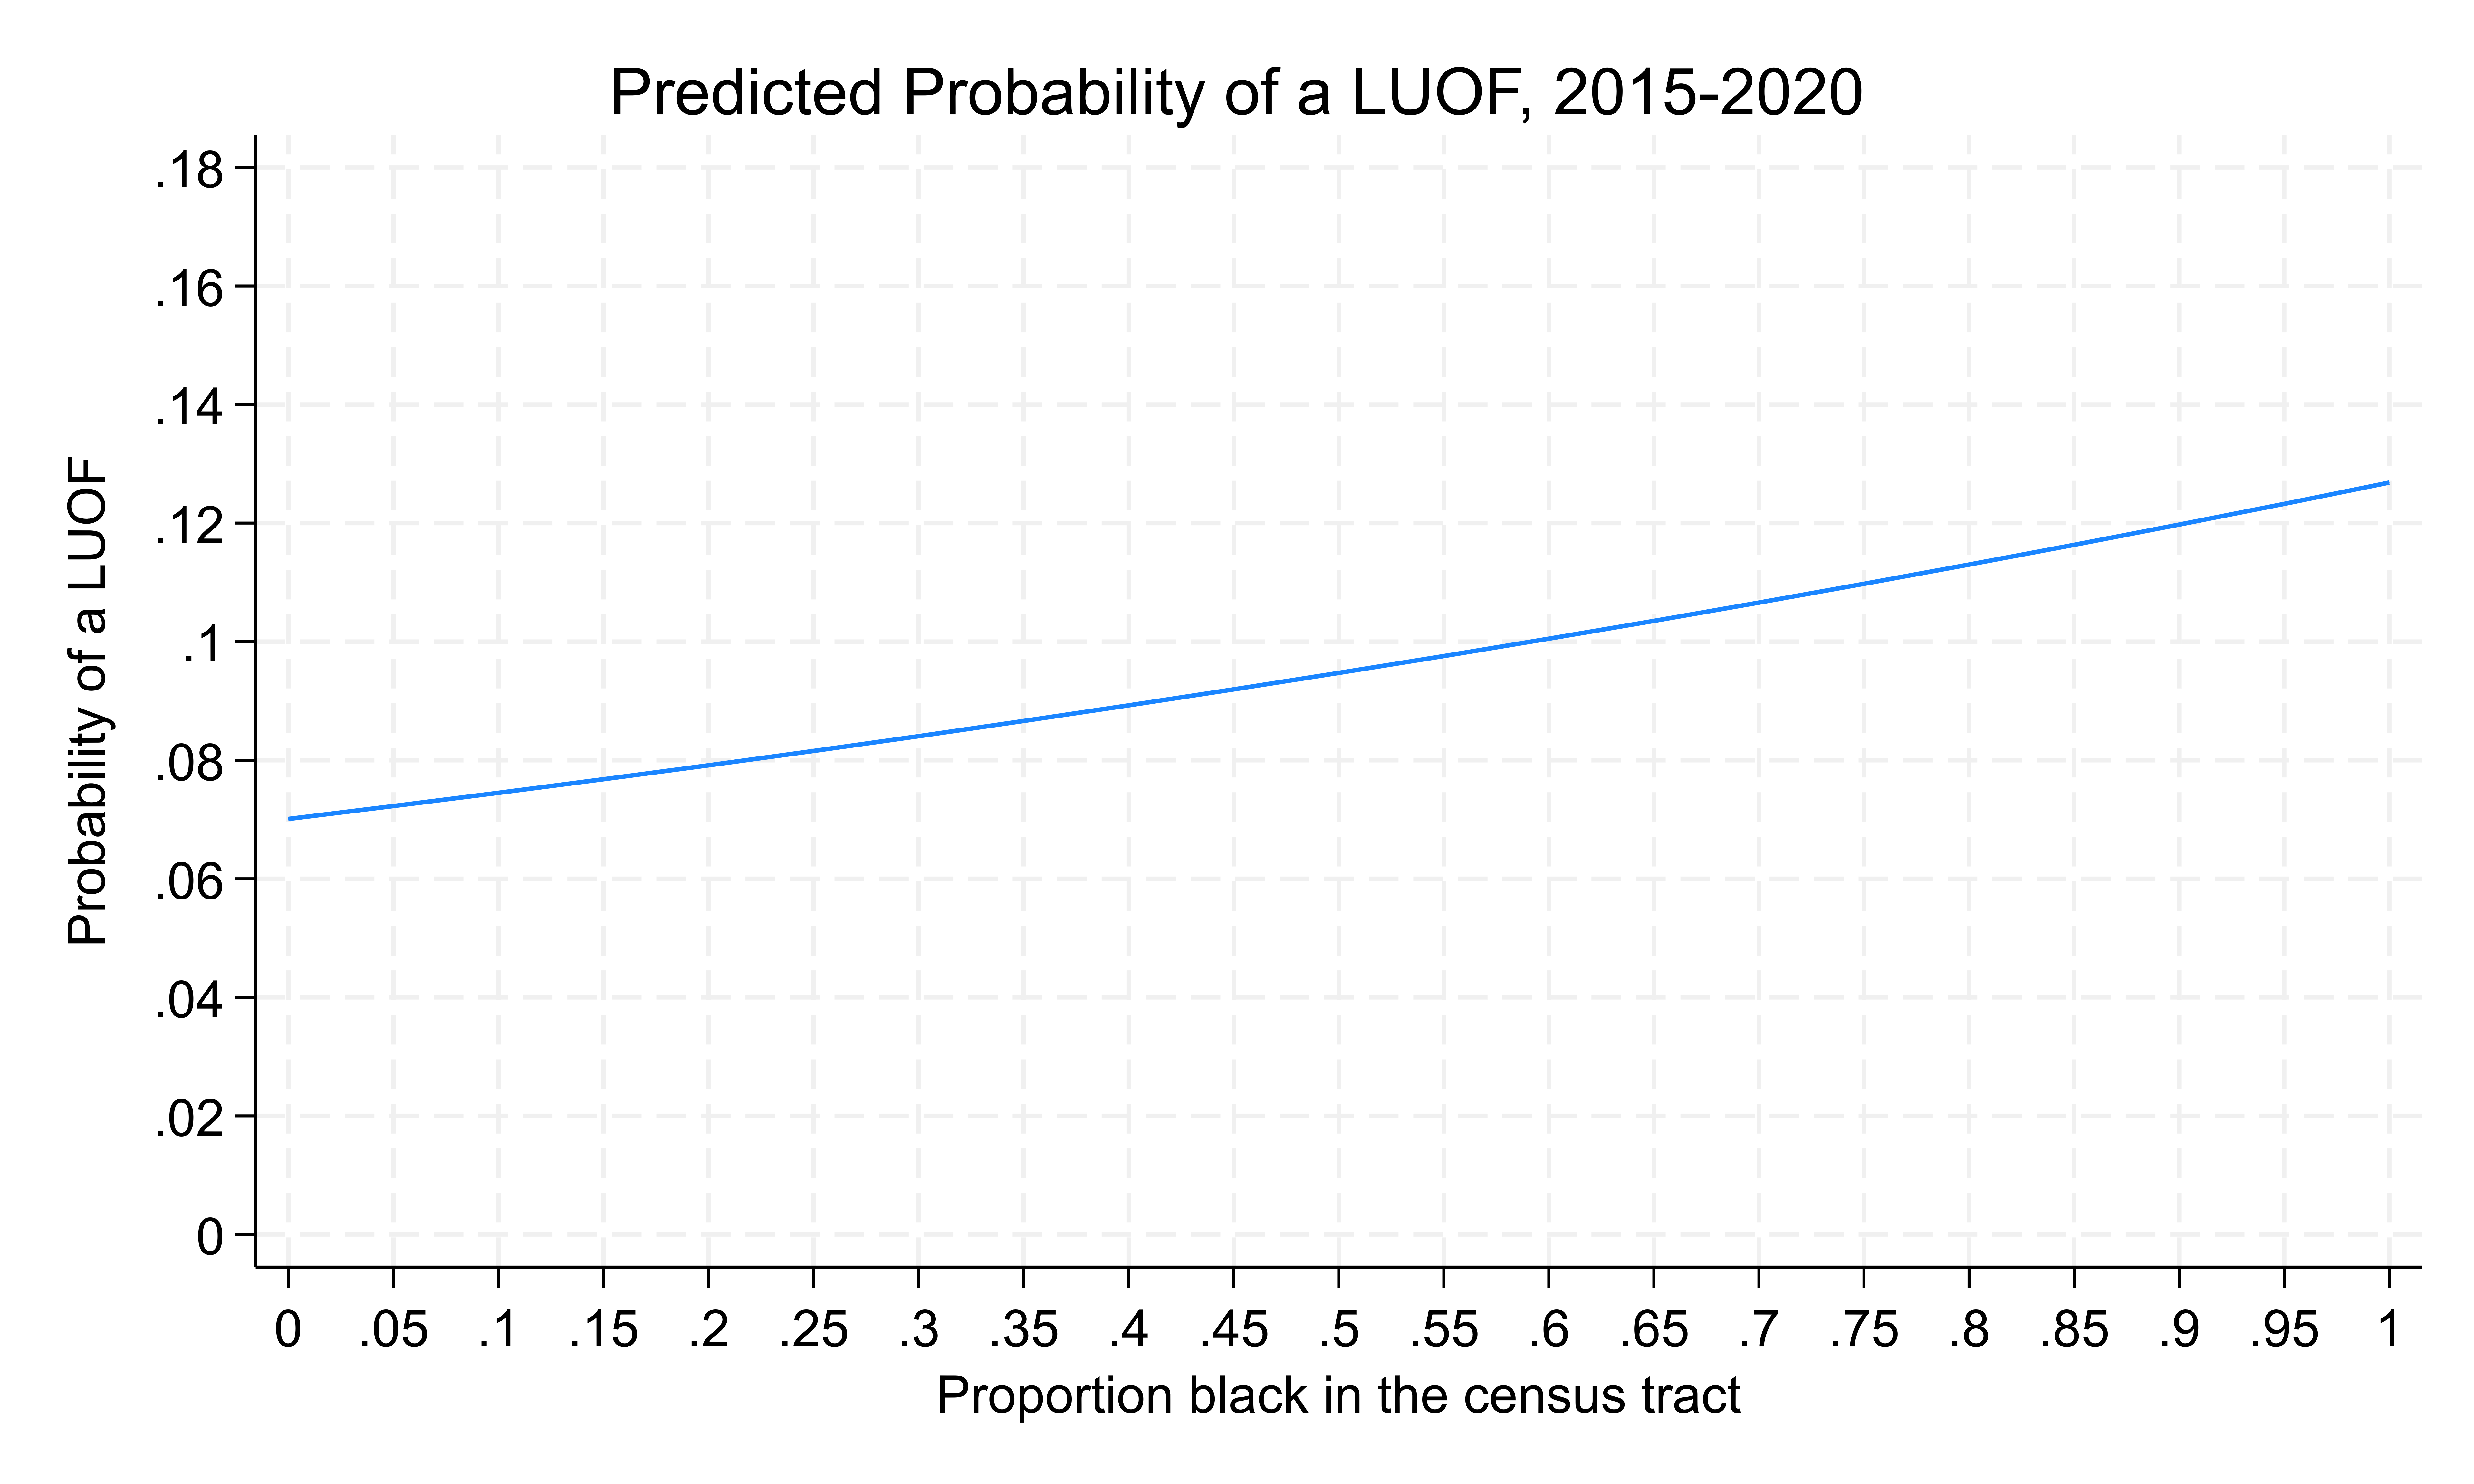 Predicted Probability of a LUOF, 2015-2020
Probability of a LUOF
.18
.16
.14
.12
.1
.08
.06
.04
.02
0
0 .05 .1 .15 .2 .25 .3 .35 .4 .45 .5 .55 .6 .65 .7 .75 .8 .85 .9 .95 1
Proportion black in the census tract